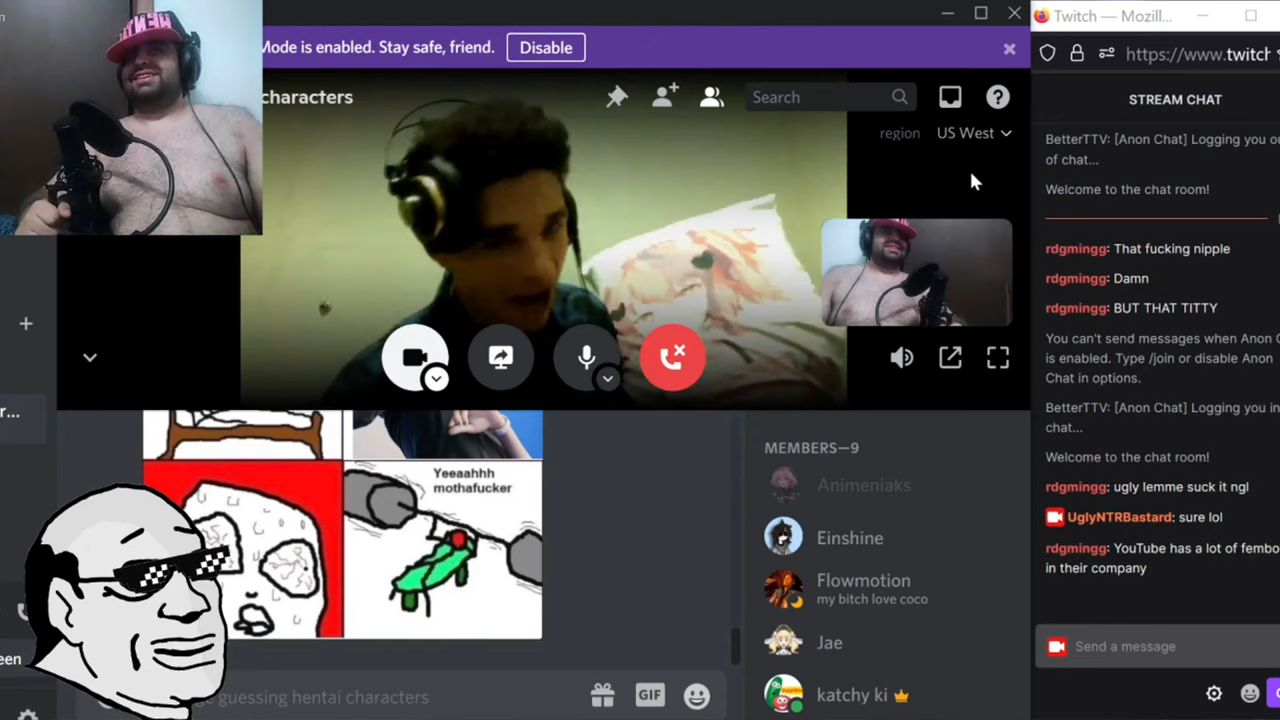 HENTAI
Mode is enabled. Stay safe, friend.
Disable
characters
Search
region
US West
Yeeaahhh
mothafucker
guessing hentai characters
MEMBERS—9
Animeniaks
Einshine
Flowmotion
my bitch love coco
Jae
katchy ki
Twitch — Mozill...
https://www.twitch
STREAM CHAT
BetterTTV: [Anon Chat] Logging you ou
of chat...
Welcome to the chat room!
rdgmingg: That fucking nipple
rdgmingg: Damn
rdgmingg: BUT THAT TITTY
You can't send messages when Anon C
is enabled. Type /join or disable Anon
Chat in options.
BetterTTV: [Anon Chat] Logging you in
chat...
Welcome to the chat room!
rdgmingg: ugly lemme suck it ngl
UglyNTRBastard: sure lol
rdgmingg: YouTube has a lot of fembo
in their company
Send a message
r...
een
GIF